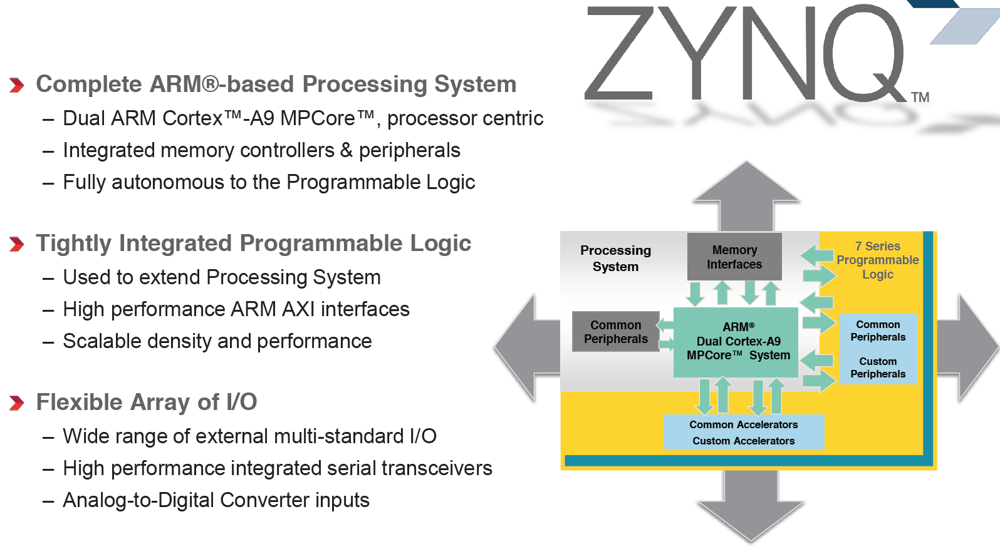 ZYNQ™
Complete ARM®-based Processing System
– Dual ARM Cortex™-A9 MPCore™, processor centric
– Integrated memory controllers & peripherals
– Fully autonomous to the Programmable Logic
Tightly Integrated Programmable Logic
– Used to extend Processing System
– High performance ARM AXI interfaces
– Scalable density and performance
Flexible Array of I/O
– Wide range of external multi-standard I/O
– High performance integrated serial transceivers
– Analog-to-Digital Converter inputs
Processing
System
Memory
Interfaces
7 Series
Programmable
Logic
Common
Peripherals
ARM®
Dual Cortex-A9
MPCore™ System
Common
Peripherals
Custom
Peripherals
Common Accelerators
Custom Accelerators